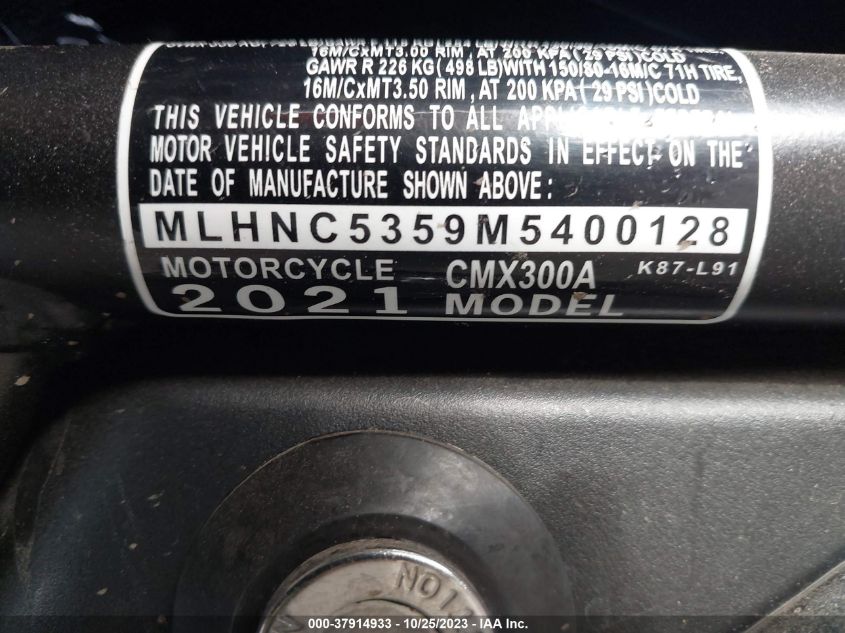 16M/CxMT3.00 RIM, AT 200 KPA (29 PSI)COLD
GAWR R 226 KG( 498 LB)WITH 150/80-16M/C 71H TIRE,
16M/CxMT3.50 RIM , AT 200 KPA ( 29 PSI )COLD
THIS VEHICLE CONFORMS TO ALL
MOTOR VEHICLE SAFETY STANDARDS IN EFFECT ON THE
DATE OF MANUFACTURE SHOWN ABOVE:
MLHNC5359M5400128
MOTORCYCLE CMX300A K87-L91
2021 MODEL
000-37914933 - 10/25/2023 - © IAA Inc.